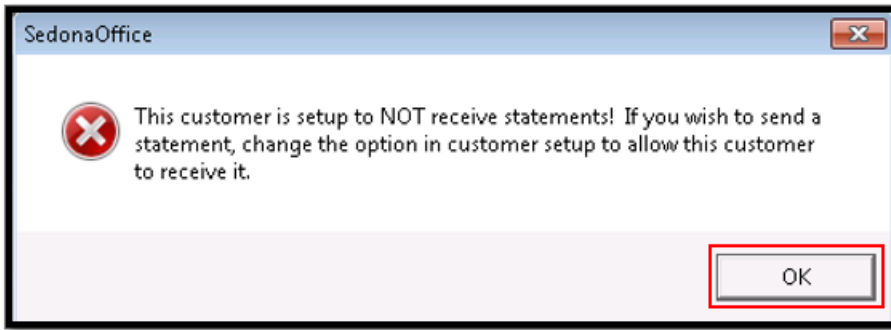 SedonaOffice
This customer is setup to NOT receive statements! If you wish to send a
statement, change the option in customer setup to allow this customer
to receive it.
OK